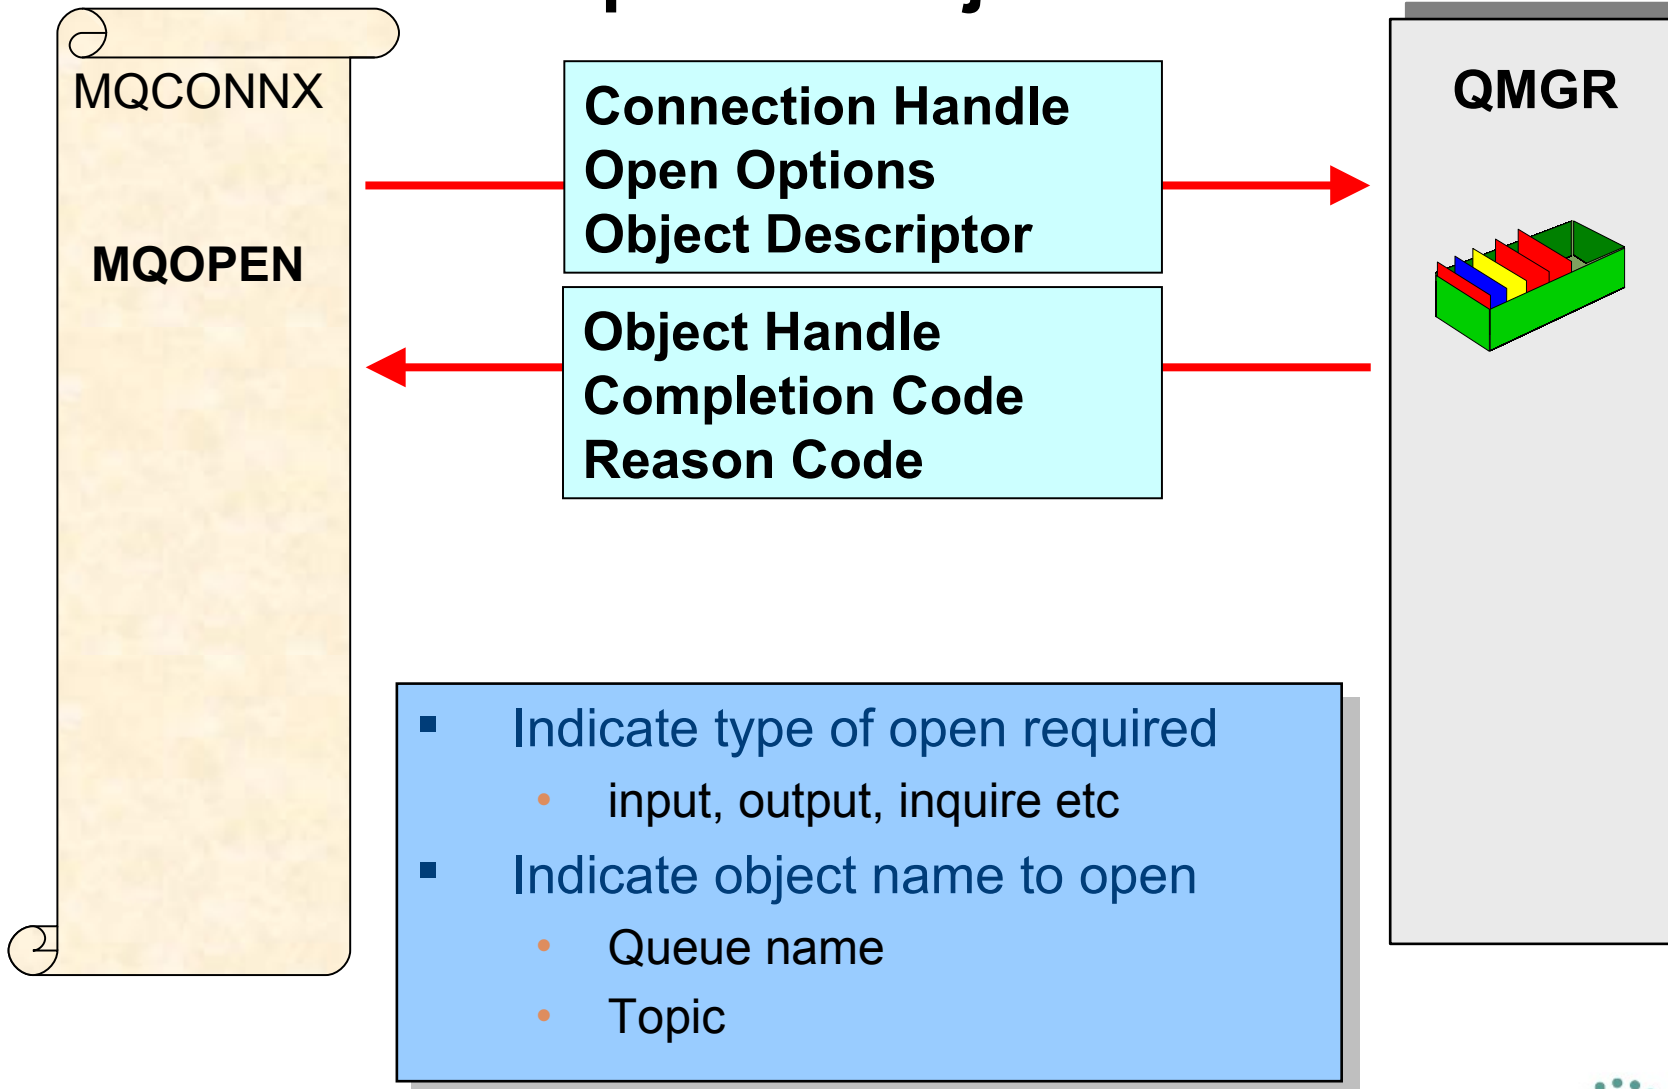 MQCONNX
MQOPEN
Connection Handle
Open Options
Object Descriptor
Object Handle
Completion Code
Reason Code
QMGR
Indicate type of open required
input, output, inquire etc
Indicate object name to open
Queue name
Topic